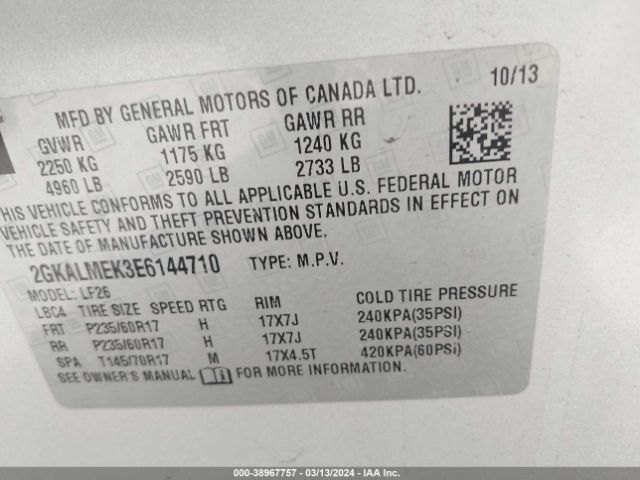 MFD BY GENERAL MOTORS OF CANADA LTD. 10/13
GVWR GAWR FRT GAWR RR
2250 KG 1175 KG 1240 KG
4960 LB 2590 LB 2733 LB
THIS VEHICLE CONFORMS TO ALL APPLICABLE U.S. FEDERAL MOTOR
VEHICLE SAFETY AND THEFT PREVENTION STANDARDS IN EFFECT ON
THE DATE OF MANUFACTURE SHOWN ABOVE.
2GKALMEK3E6144710 TYPE: M.P.V.
MODEL: LF26
LBC4 TIRE SIZE SPEED RTG RIM COLD TIRE PRESSURE
FRT P235/60R17 H 17X7J 240KPA(35PSI)
RR P235/60R17 H 17X7J 240KPA(35PSI)
SPA T145/70R17 M 17X4.5T 420KPA(60PSI)
SEE OWNER'S MANUAL FOR MORE INFORMATION.
STOCK: 38967757 / 03/13/2024 / IAAI.COM